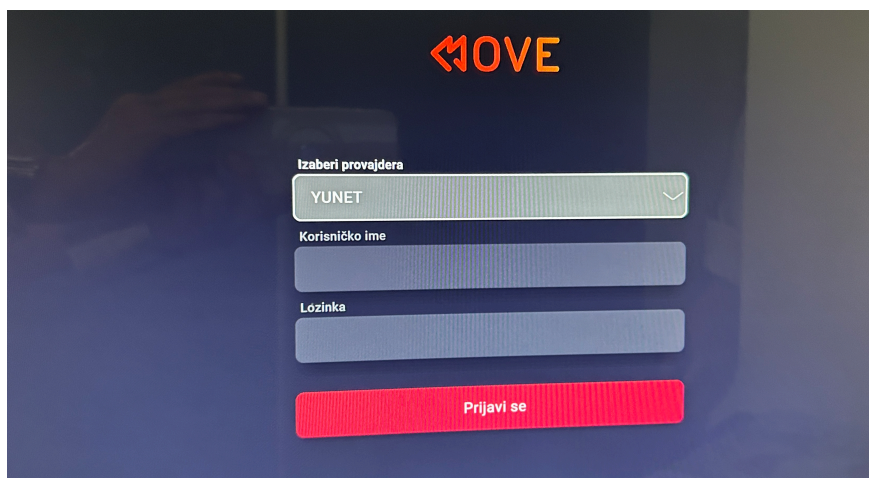 MOVE
Izaberi provajdera
YUNET
Korisničko ime
Lozinka
Prijavi se